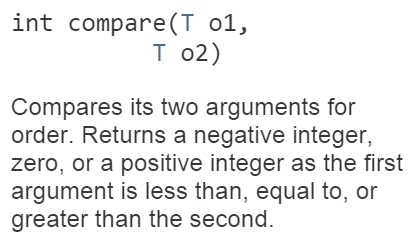 int compare(T o1,
T o2)
Compares its two arguments for
order. Returns a negative integer,
zero, or a positive integer as the first
argument is less than, equal to, or
greater than the second.